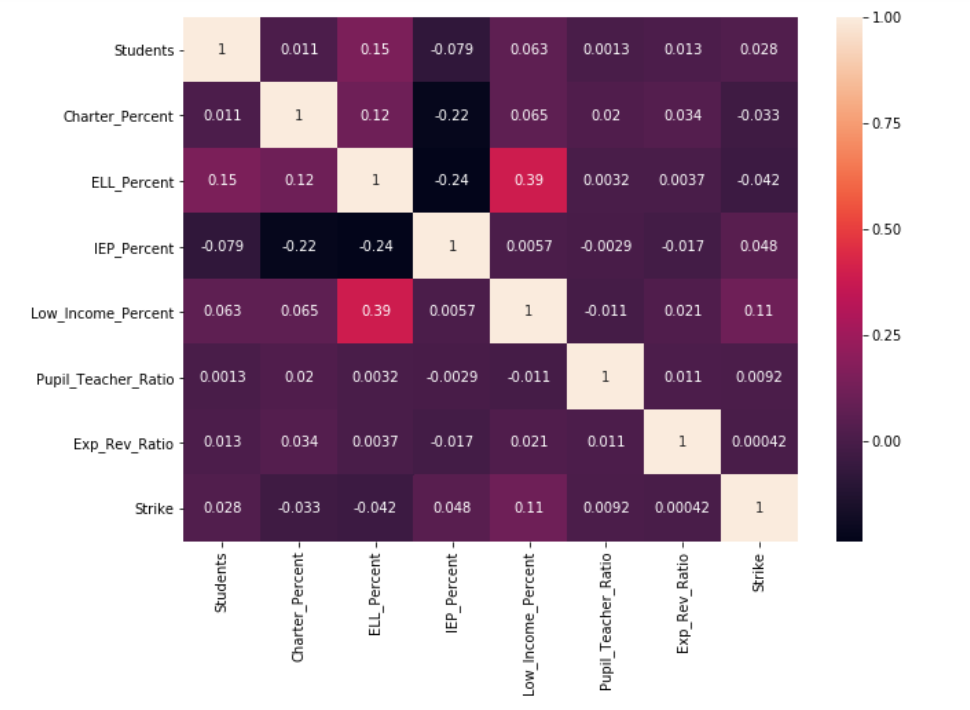 Students 1 0.011 0.15 -0.079 0.063 0.0013 0.013 0.028
Charter_Percent 0.011 1 0.12 -0.22 0.065 0.02 0.034 -0.033
ELL_Percent 0.15 0.12 1 -0.24 0.39 0.0032 0.0037 -0.042
IEP_Percent -0.079 -0.22 -0.24 1 0.0057 -0.0029 -0.017 0.048
Low_Income_Percent 0.063 0.065 0.39 0.0057 1 -0.011 0.021 0.11
Pupil_Teacher_Ratio 0.0013 0.02 0.0032 -0.0029 -0.011 1 0.011 0.0092
Exp_Rev_Ratio 0.013 0.034 0.0037 -0.017 0.021 0.011 1 0.00042
Strike 0.028 -0.033 -0.042 0.048 0.11 0.0092 0.00042 1
Students
Charter_Percent
ELL_Percent
IEP_Percent
Low_Income_Percent
Pupil_Teacher_Ratio
Exp_Rev_Ratio
Strike
1.00
0.75
0.50
0.25
0.00